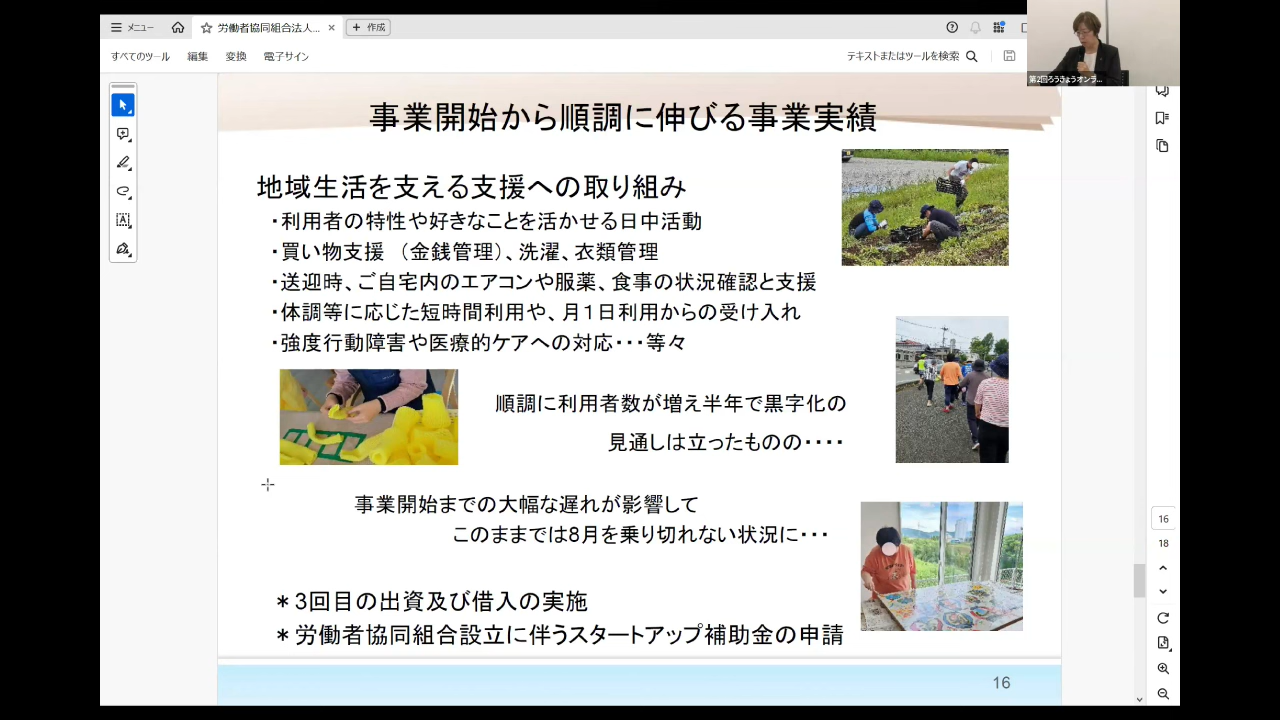 メニュー
労働者協同組合法人...
作成
すべてのツール
編集
変換
電子サイン
テキストまたはツールを検索
第2回ろうきょうオンラ...
事業開始から順調に伸びる事業実績
地域生活を支える支援への取り組み
・利用者の特性や好きなことを活かせる日中活動
・買い物支援 （金銭管理）、洗濯、衣類管理
・送迎時、ご自宅内のエアコンや服薬、食事の状況確認と支援
・体調等に応じた短時間利用や、月１日利用からの受け入れ
・強度行動障害や医療的ケアへの対応・・・等々
順調に利用者数が増え半年で黒字化の
見通しは立ったものの・・・・
事業開始までの大幅な遅れが影響して
このままでは8月を乗り切れない状況に・・・
＊3回目の出資及び借入の実施
＊労働者協同組合設立に伴うスタートアップ補助金の申請
16
16
18